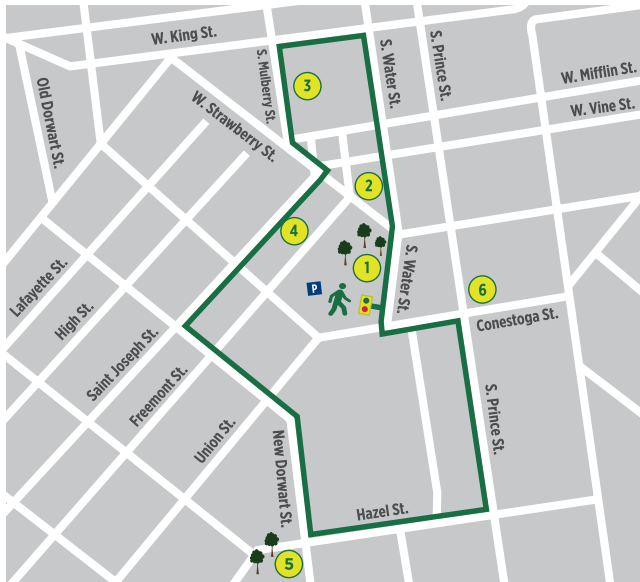 W. King St.
S. Mulberry St.
S. Water St.
S. Prince St.
3
W. Mifflin St.
W. Vine St.
Old Dorwart St.
W. Strawberry St.
2
4
1
S. Water St.
P
6
Conestoga St.
Lafayette St.
High St.
Saint Joseph St.
Freemont St.
Union St.
New Dorwart St.
S. Prince St.
Hazel St.
5